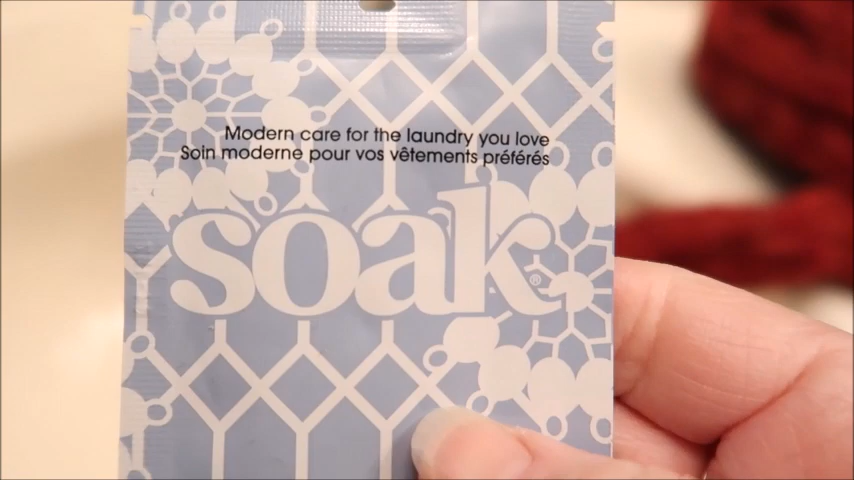 Modern care for the laundry you love
Soin moderne pour vos vêtements préférés
soak®